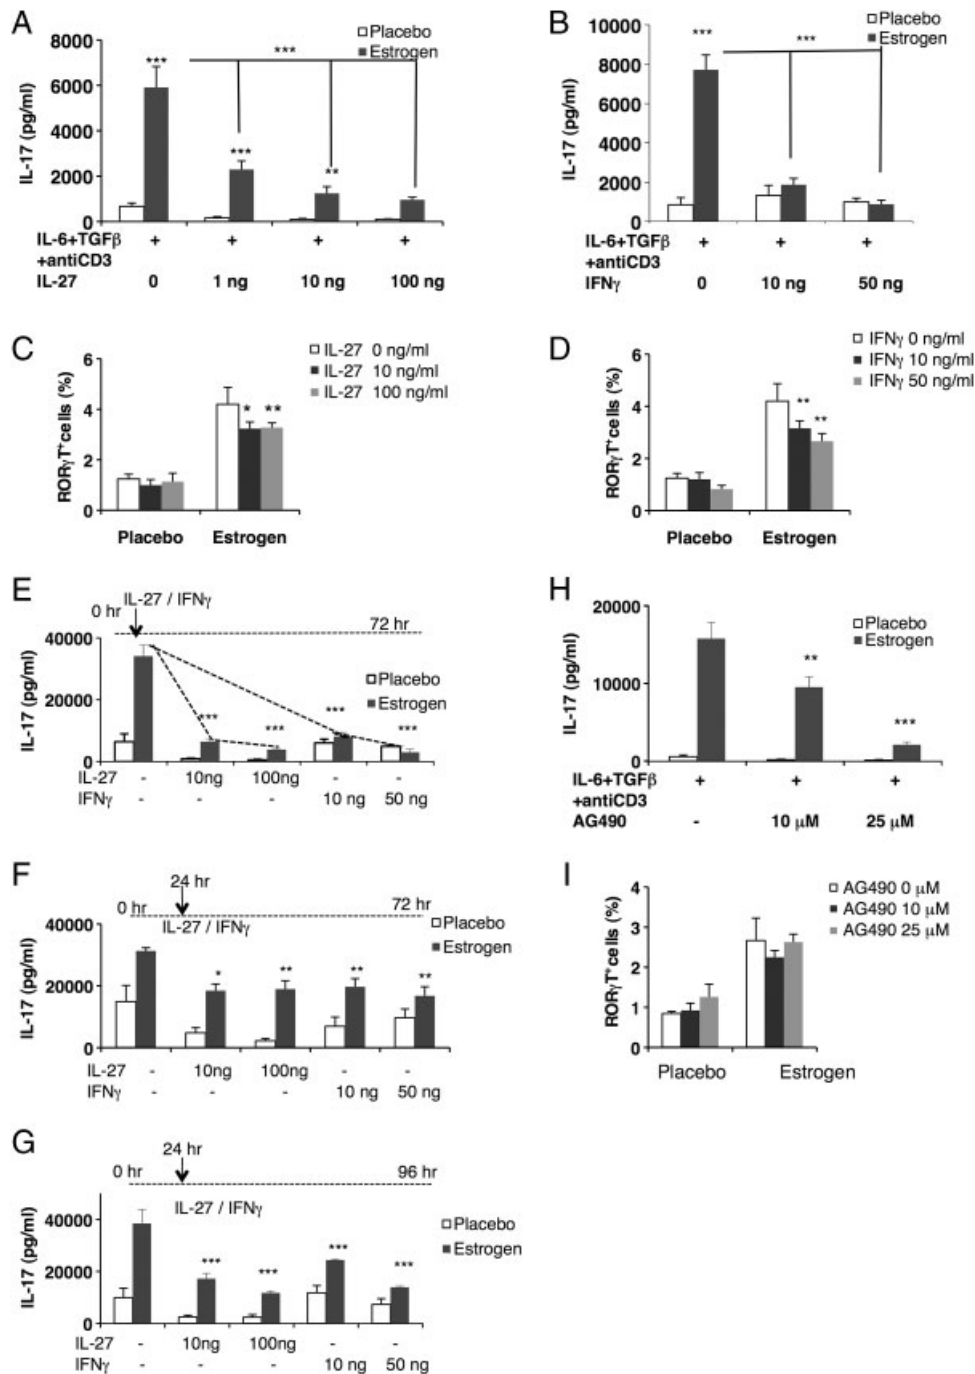 A
Placebo
Estrogen
8000
6000
4000
2000
0
IL-17 (pg/ml)
***
***
***
**
IL-6+TGFβ + + + +
+antiCD3
IL-27 0 1 ng 10 ng 100 ng
B
Placebo
Estrogen
10000
8000
6000
4000
2000
0
IL-17 (pg/ml)
***
***
IL-6+TGFβ + + +
+antiCD3
IFNγ 0 10 ng 50 ng
C
IL-27 0 ng/ml
IL-27 10 ng/ml
IL-27 100 ng/ml
6
4
2
0
RORγT+cells (%)
* **
Placebo Estrogen
D
IFNγ 0 ng/ml
IFNγ 10 ng/ml
IFNγ 50 ng/ml
6
4
2
0
RORγT+cells (%)
**
**
Placebo Estrogen
E
IL-27 / IFNγ
0 hr
72 hr
Placebo
Estrogen
40000
20000
0
IL-17 (pg/ml)
*** *** *** ***
IL-27 - 10ng 100ng - -
IFNγ - - - 10 ng 50 ng
H
Placebo
Estrogen
20000
10000
0
IL-17 (pg/ml)
**
***
IL-6+TGFβ + + +
+antiCD3
AG490 - 10 μM 25 μM
F
24 hr
0 hr
72 hr
IL-27 / IFNγ
Placebo
Estrogen
40000
20000
0
IL-17 (pg/ml)
* ** ** **
IL-27 - 10ng 100ng - -
IFNγ - - - 10 ng 50 ng
I
AG490 0 μM
AG490 10 μM
AG490 25 μM
4
3
2
1
0
RORγT+cells (%)
Placebo Estrogen
G
24 hr
0 hr
96 hr
IL-27 / IFNγ
Placebo
Estrogen
40000
20000
0
IL-17 (pg/ml)
*** *** *** ***
IL-27 - 10ng 100ng - -
IFNγ - - - 10 ng 50 ng